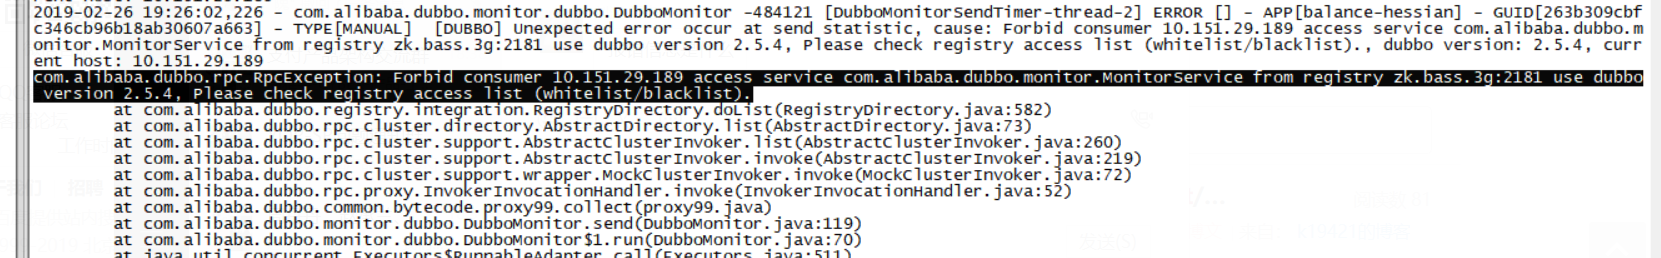 2019-02-26 19:26:02,226 - com.alibaba.dubbo.monitor.dubbo.DubboMonitor -484121 [DubboMonitorSendTimer-thread-2] ERROR [] - APP[balance-hessian] - GUID[263b309cbf
c346cb96b18ab30607a663] - TYPE[MANUAL]  [DUBBO] Unexpected error occur at send statistic, cause: Forbid consumer 10.151.29.189 access service com.alibaba.dubbo.m
onitor.MonitorService from registry zk.bass.3g:2181 use dubbo version 2.5.4, Please check registry access list (whitelist/blacklist)., dubbo version: 2.5.4, curr
ent host: 10.151.29.189
com.alibaba.dubbo.rpc.RpcException: Forbid consumer 10.151.29.189 access service com.alibaba.dubbo.monitor.MonitorService from registry zk.bass.3g:2181 use dubbo
version 2.5.4, Please check registry access list (whitelist/blacklist).
at com.alibaba.dubbo.registry.integration.RegistryDirectory.doList(RegistryDirectory.java:582)
at com.alibaba.dubbo.rpc.cluster.directory.AbstractDirectory.list(AbstractDirectory.java:73)
at com.alibaba.dubbo.rpc.cluster.support.AbstractClusterInvoker.list(AbstractClusterInvoker.java:260)
at com.alibaba.dubbo.rpc.cluster.support.AbstractClusterInvoker.invoke(AbstractClusterInvoker.java:219)
at com.alibaba.dubbo.rpc.cluster.support.wrapper.MockClusterInvoker.invoke(MockClusterInvoker.java:72)
at com.alibaba.dubbo.rpc.proxy.InvokerInvocationHandler.invoke(InvokerInvocationHandler.java:52)
at com.alibaba.dubbo.common.bytecode.proxy99.collect(proxy99.java)
at com.alibaba.dubbo.monitor.dubbo.DubboMonitor.send(DubboMonitor.java:119)
at com.alibaba.dubbo.monitor.dubbo.DubboMonitor$1.run(DubboMonitor.java:70)
at java.util.concurrent.Executors$RunnableAdapter.call(Executors.java:511)